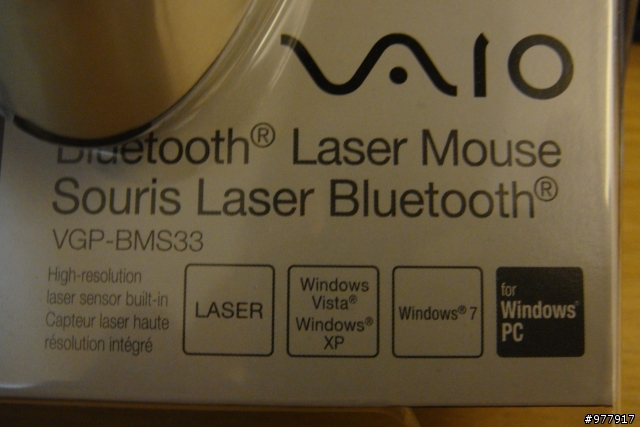 VAIO
Bluetooth® Laser Mouse
Souris Laser Bluetooth®
VGP-BMS33
High-resolution
laser sensor built-in
Capteur laser haute
résolution intégré
LASER
Windows
Vista®
Windows®
XP
Windows® 7
for
Windows®
PC
#977917